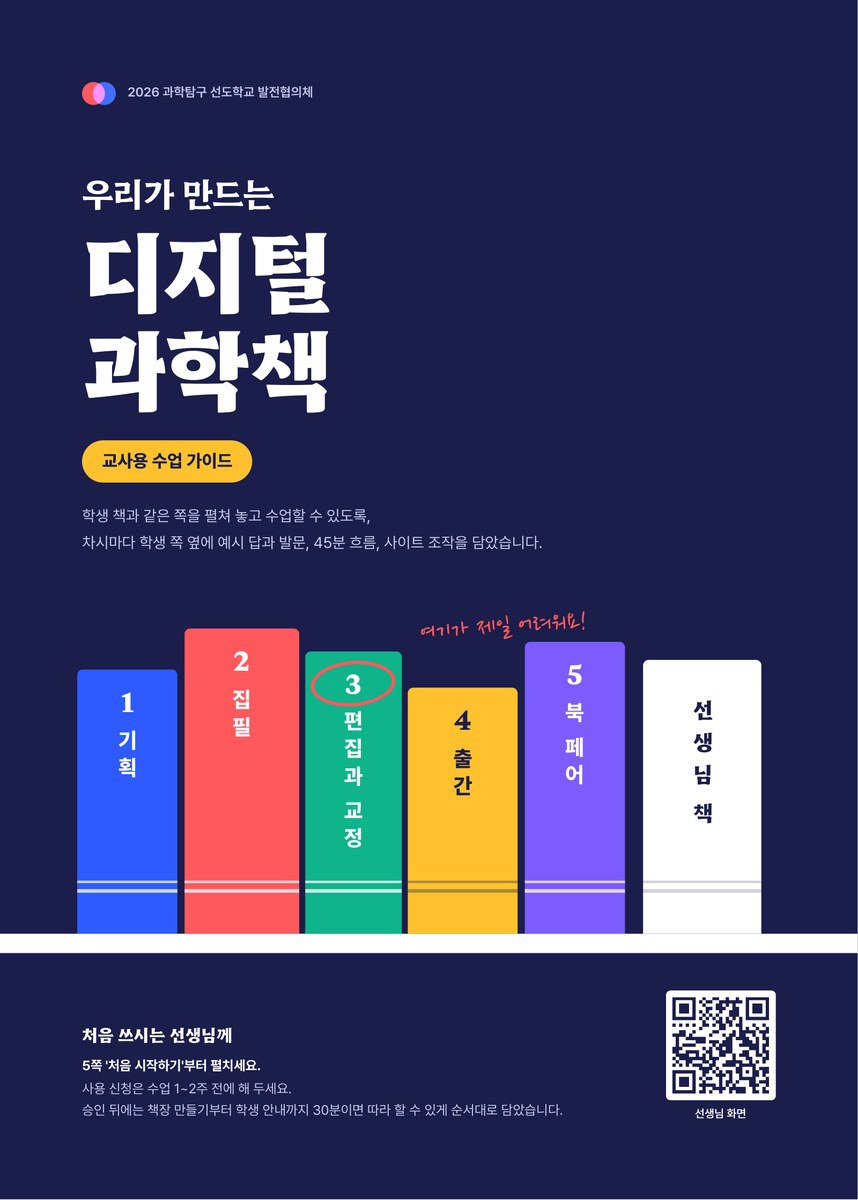 2026 과학탐구 선도학교 발전협의체
우리가 만드는
디지털
과학책
교사용 수업 가이드
학생 책과 같은 쪽을 펼쳐 놓고 수업할 수 있도록,
차시마다 학생 쪽 옆에 예시 답과 발문, 45분 흐름, 사이트 조작을 담았습니다.
여기가 제일 어려워요!
1 기획
2 집필
3 편집과 교정
4 출간
5 북 페어
선생님 책
처음 쓰시는 선생님께
5쪽 '처음 시작하기'부터 펼치세요.
사용 신청은 수업 1~2주 전에 해 두세요.
승인 뒤에는 책장 만들기부터 학생 안내까지 30분이면 따라 할 수 있게 순서대로 담았습니다.
선생님 화면